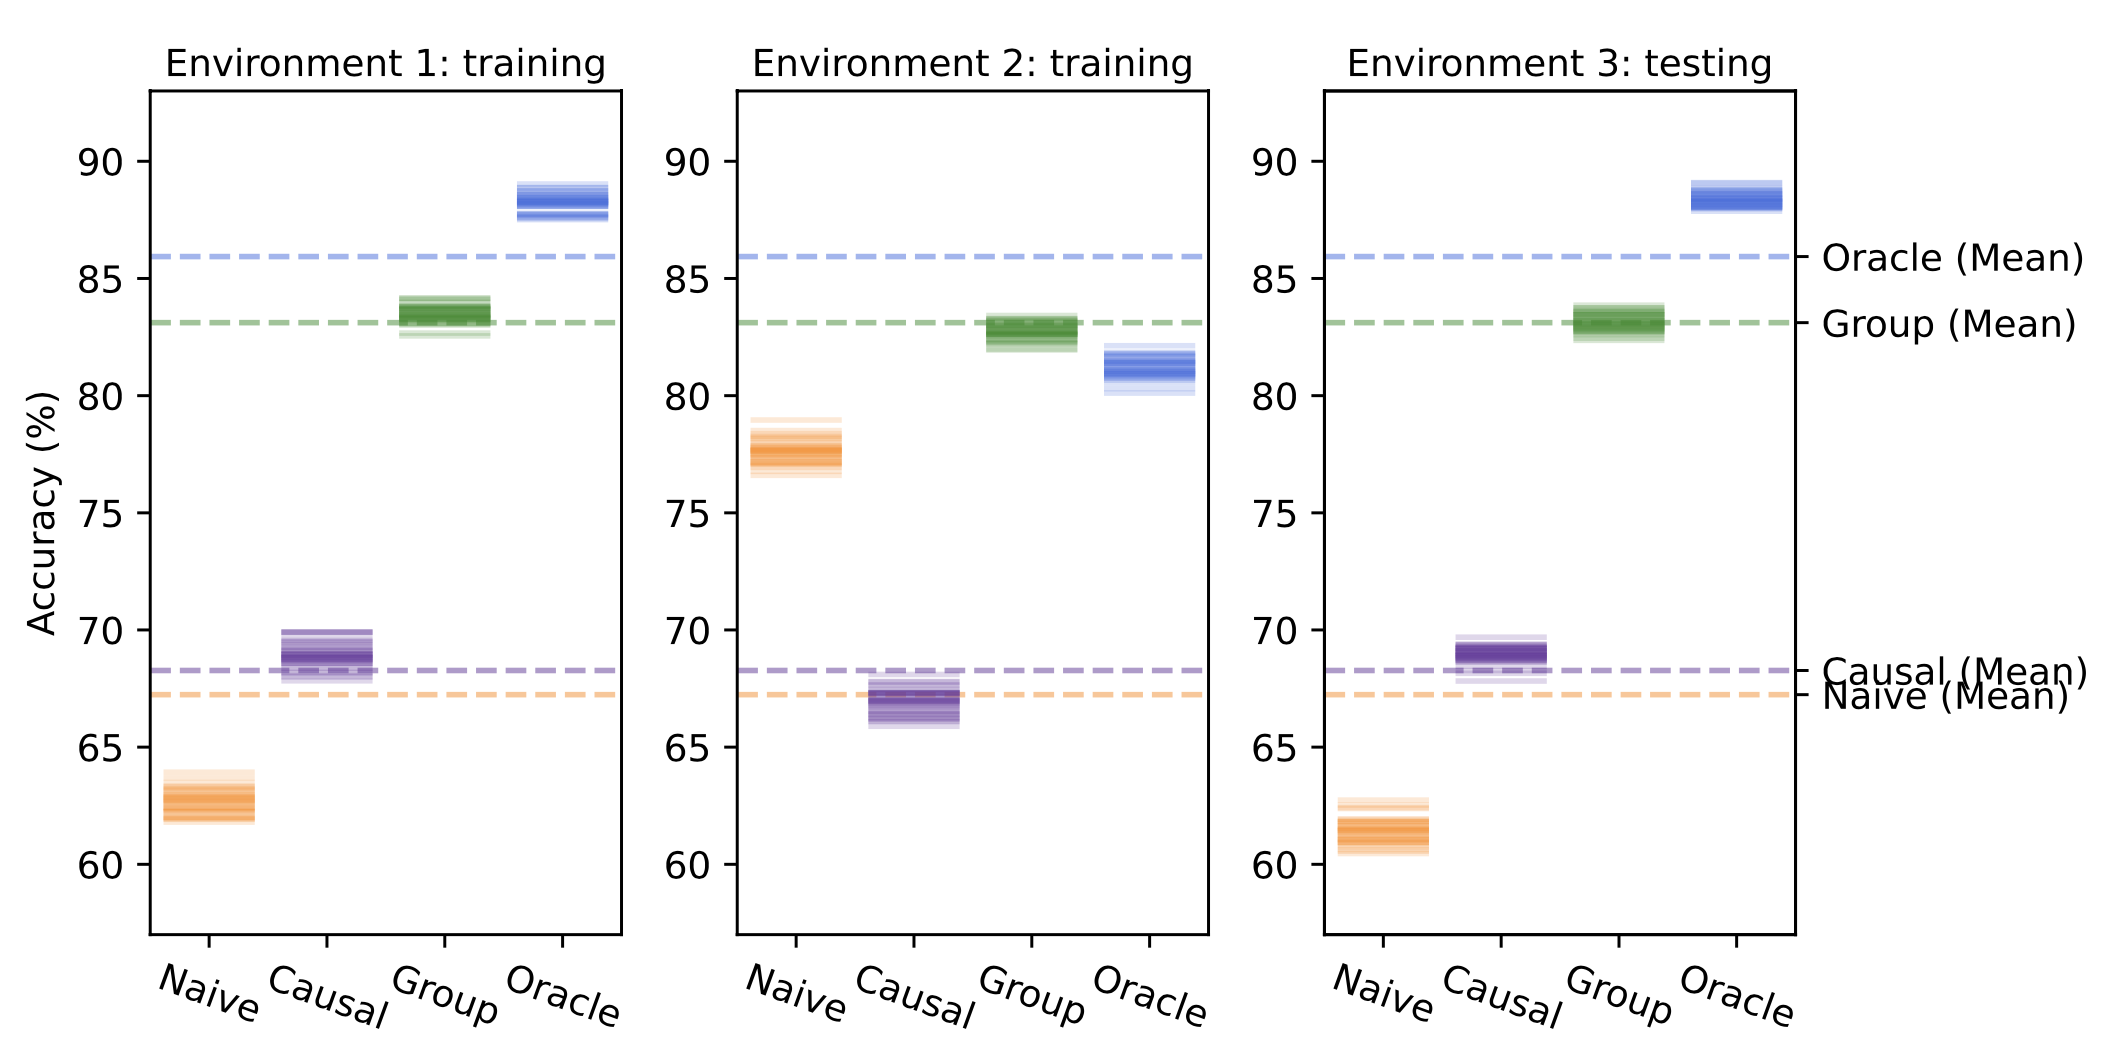 Environment 1: training
Environment 2: training
Environment 3: testing
Accuracy (%)
90
85
80
75
70
65
60
90
85
80
75
70
65
60
90
85
80
75
70
65
60
Oracle (Mean)
Group (Mean)
Causal (Mean)
Naive (Mean)
Naive
Causal
Group
Oracle
Naive
Causal
Group
Oracle
Naive
Causal
Group
Oracle